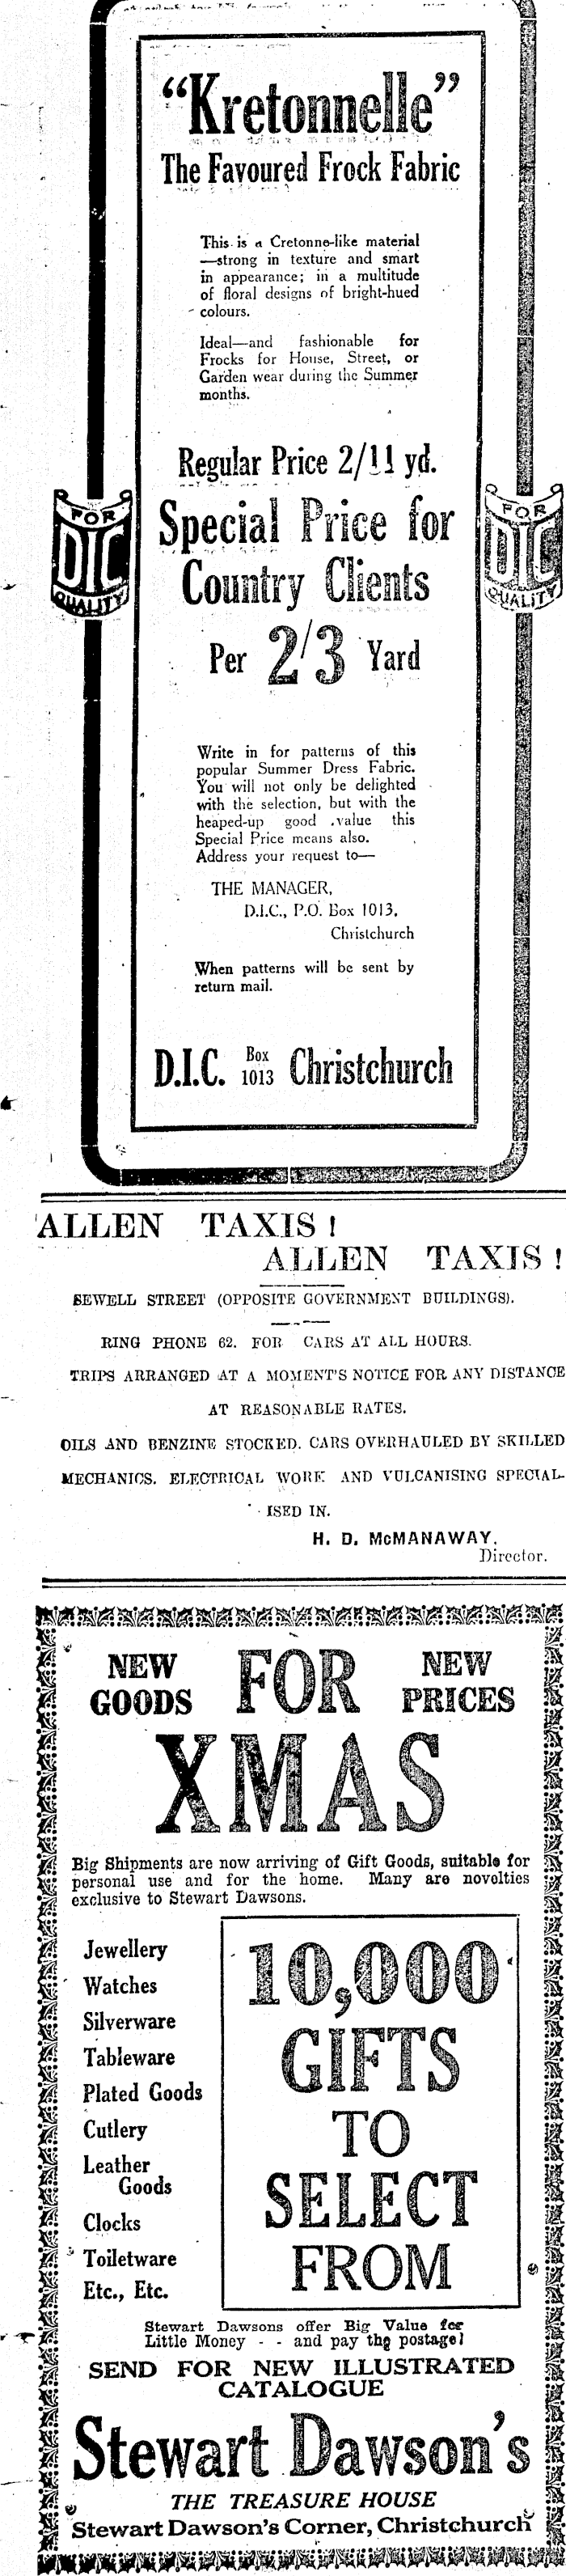 "Kretonnelle"
The Favoured Frock Fabric
This is a Cretonne-like material
—strong in texture and smart
in appearance; in a multitude
of floral designs of bright-hued
colours.
Ideal—and fashionable for
Frocks for House, Street, or
Garden wear during the Summer
months.
Regular Price 2/11 yd.
FOR
DIC
QUALITY
FOR
DIC
QUALITY
Special Price for
Country Clients
Per 2/3 Yard
Write in for patterns of this
popular Summer Dress Fabric.
You will not only be delighted
with the selection, but with the
heaped-up good value this
Special Price means also.
Address your request to—
THE MANAGER,
D.I.C., P.O. Box 1013,
Christchurch
When patterns will be sent by
return mail.
D.I.C. Box 1013 Christchurch
ALLEN TAXIS!
ALLEN TAXIS!
SEWELL STREET (OPPOSITE GOVERNMENT BUILDINGS).
RING PHONE 62. FOR CARS AT ALL HOURS.
TRIPS ARRANGED AT A MOMENT'S NOTICE FOR ANY DISTANCE
AT REASONABLE RATES.
OILS AND BENZINE STOCKED. CARS OVERHAULED BY SKILLED
MECHANICS. ELECTRICAL WORK AND VULCANISING SPECIAL-
ISED IN.
H. D. McMANAWAY,
Director.
NEW GOODS FOR NEW PRICES
XMAS
Big Shipments are now arriving of Gift Goods, suitable for
personal use and for the home. Many are novelties
exclusive to Stewart Dawsons.
Jewellery
Watches
Silverware
Tableware
Plated Goods
Cutlery
Leather
Goods
Clocks
Toiletware
Etc., Etc.
10,000
GIFTS
TO
SELECT
FROM
Stewart Dawsons offer Big Value for
Little Money - - and pay the postage!
SEND FOR NEW ILLUSTRATED
CATALOGUE
Stewart Dawson's
THE TREASURE HOUSE
Stewart Dawson's Corner, Christchurch